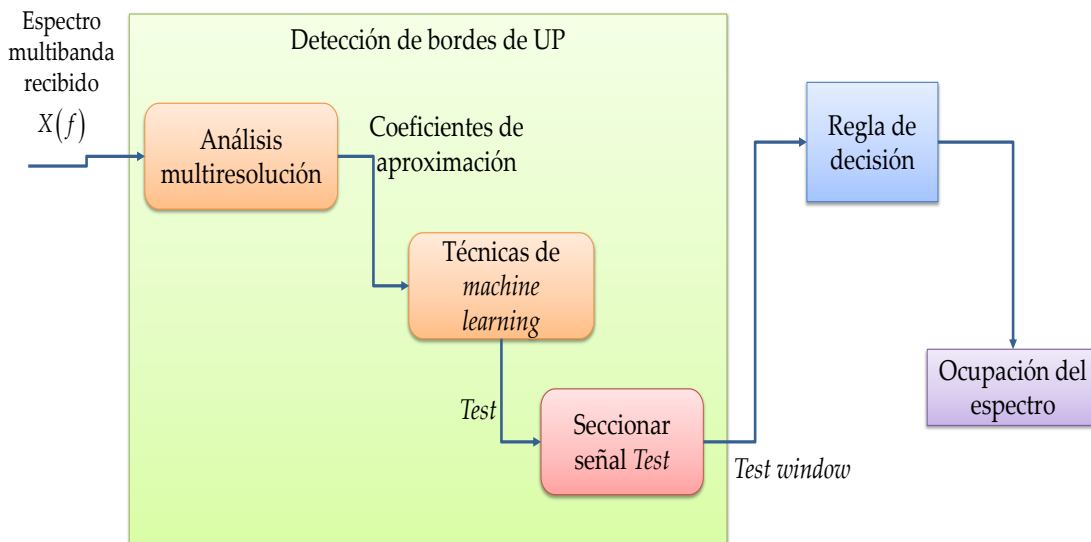 Espectro
multibanda
recibido
X(f)
Detección de bordes de UP
Análisis
multiresolución
Coeficientes de
aproximación
Técnicas de
machine
learning
Test
Seccionar
señal Test
Test window
Regla de
decisión
Ocupación del
espectro